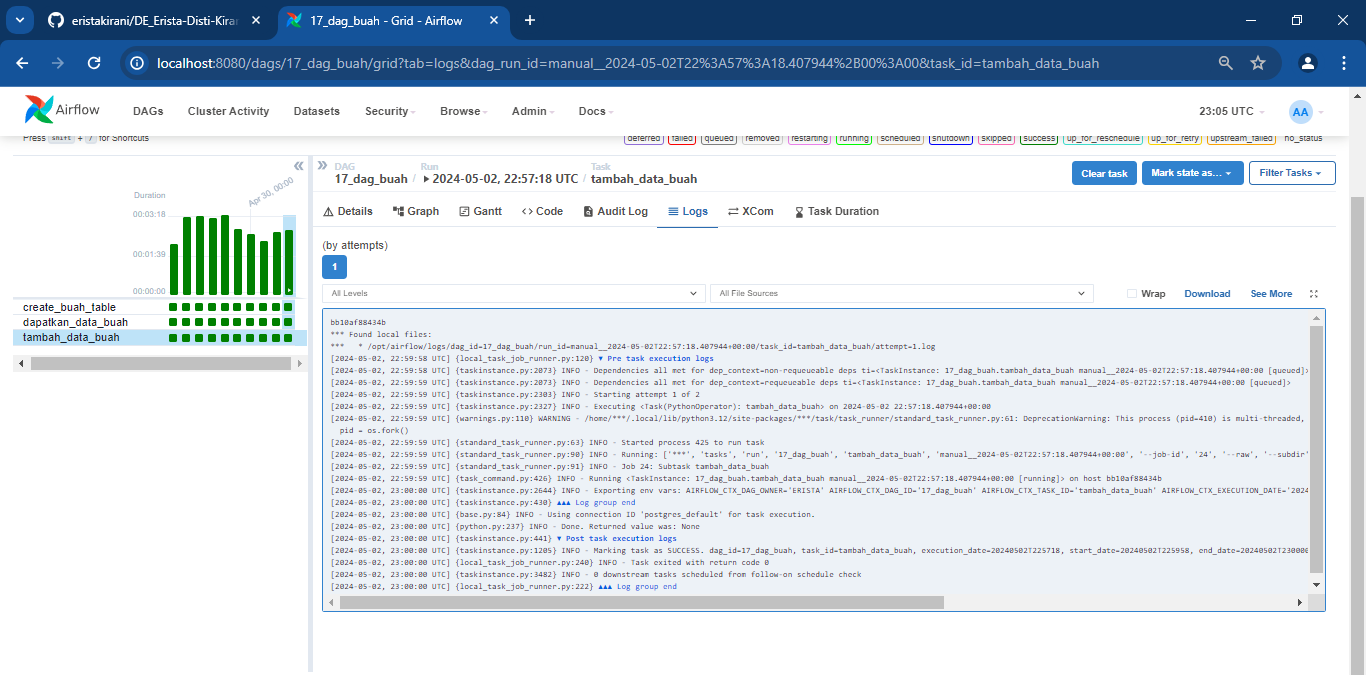 eristakirani/DE_Erista-Disti-Kiran
17_dag_buah - Grid - Airflow
localhost:8080/dags/17_dag_buah/grid?tab=logs&dag_run_id=manual__2024-05-02T22%3A57%3A18.407944%2B00%3A00&task_id=tambah_data_buah
Airflow DAGs Cluster Activity Datasets Security Browse Admin Docs 23:05 UTC AA
Press shift + / for Shortcuts
deferred failed queued removed restarting running scheduled shutdown skipped success up_for_reschedule up_for_retry upstream_failed no_status
DAG Run Task
17_dag_buah / 2024-05-02, 22:57:18 UTC / tambah_data_buah
Clear task Mark state as... Filter Tasks
Duration
Apr 30, 00:00
00:03:18
00:01:39
00:00:00
create_buah_table
dapatkan_data_buah
tambah_data_buah
Details Graph Gantt Code Audit Log Logs XCom Task Duration
(by attempts)
1
All Levels All File Sources Wrap Download See More
bb10af88434b
*** Found local files:
*** * /opt/airflow/logs/dag_id=17_dag_buah/run_id=manual__2024-05-02T22:57:18.407944+00:00/task_id=tambah_data_buah/attempt=1.log
[2024-05-02, 22:59:58 UTC] {local_task_job_runner.py:120} ▼ Pre task execution logs
[2024-05-02, 22:59:58 UTC] {taskinstance.py:2073} INFO - Dependencies all met for dep_context=non-requeueable deps ti=<TaskInstance: 17_dag_buah.tambah_data_buah manual__2024-05-02T22:57:18.407944+00:00 [queued]>
[2024-05-02, 22:59:59 UTC] {taskinstance.py:2073} INFO - Dependencies all met for dep_context=requeueable deps ti=<TaskInstance: 17_dag_buah.tambah_data_buah manual__2024-05-02T22:57:18.407944+00:00 [queued]>
[2024-05-02, 22:59:59 UTC] {taskinstance.py:2303} INFO - Starting attempt 1 of 2
[2024-05-02, 22:59:59 UTC] {taskinstance.py:2327} INFO - Executing <Task(PythonOperator): tambah_data_buah> on 2024-05-02 22:57:18.407944+00:00
[2024-05-02, 22:59:59 UTC] {warnings.py:110} WARNING - /home/***/.local/lib/python3.12/site-packages/***/task/task_runner/standard_task_runner.py:61: DeprecationWarning: This process (pid=410) is multi-threaded,
pid = os.fork()
[2024-05-02, 22:59:59 UTC] {standard_task_runner.py:63} INFO - Started process 425 to run task
[2024-05-02, 22:59:59 UTC] {standard_task_runner.py:90} INFO - Running: ['***', 'tasks', 'run', '17_dag_buah', 'tambah_data_buah', 'manual__2024-05-02T22:57:18.407944+00:00', '--job-id', '24', '--raw', '--subdir'
[2024-05-02, 22:59:59 UTC] {standard_task_runner.py:91} INFO - Job 24: Subtask tambah_data_buah
[2024-05-02, 22:59:59 UTC] {task_command.py:426} INFO - Running <TaskInstance: 17_dag_buah.tambah_data_buah manual__2024-05-02T22:57:18.407944+00:00 [running]> on host bb10af88434b
[2024-05-02, 23:00:00 UTC] {taskinstance.py:2644} INFO - Exporting env vars: AIRFLOW_CTX_DAG_OWNER='ERISTA' AIRFLOW_CTX_DAG_ID='17_dag_buah' AIRFLOW_CTX_TASK_ID='tambah_data_buah' AIRFLOW_CTX_EXECUTION_DATE='2024
[2024-05-02, 23:00:00 UTC] {taskinstance.py:430} ▲▲▲ Log group end
[2024-05-02, 23:00:00 UTC] {base.py:84} INFO - Using connection ID 'postgres_default' for task execution.
[2024-05-02, 23:00:00 UTC] {python.py:237} INFO - Done. Returned value was: None
[2024-05-02, 23:00:00 UTC] {taskinstance.py:441} ▼ Post task execution logs
[2024-05-02, 23:00:00 UTC] {taskinstance.py:1205} INFO - Marking task as SUCCESS. dag_id=17_dag_buah, task_id=tambah_data_buah, execution_date=20240502T225718, start_date=20240502T225958, end_date=20240502T230000
[2024-05-02, 23:00:00 UTC] {local_task_job_runner.py:240} INFO - Task exited with return code 0
[2024-05-02, 23:00:00 UTC] {taskinstance.py:3482} INFO - 0 downstream tasks scheduled from follow-on schedule check
[2024-05-02, 23:00:00 UTC] {local_task_job_runner.py:222} ▲▲▲ Log group end